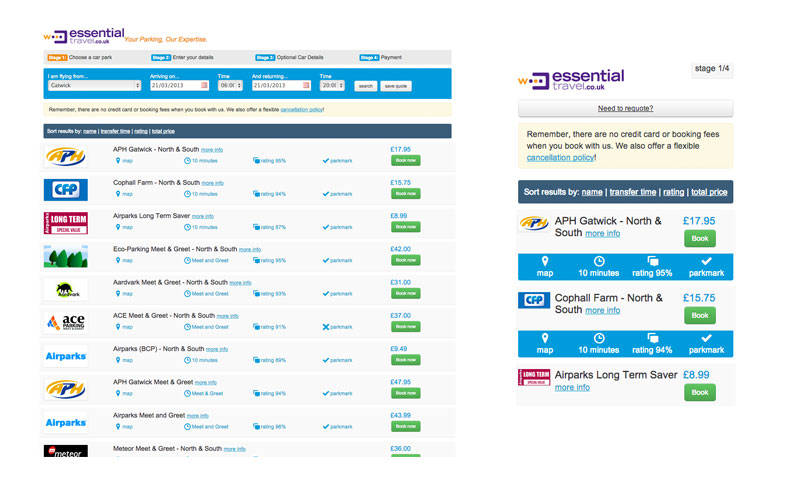 essential
travel.co.uk
Your Parking, Our Expertise.
Stage 1 Choose a car park Stage 2 Enter your details Stage 3 Optional Car Details Stage 4 Payment
I am flying from... Arriving on... Time And returning... Time
Gatwick 21/03/2013 06:00 21/03/2013 20:00 search save quote
Remember, there are no credit card or booking fees when you book with us. We also offer a flexible cancellation policy!
Sort results by: name | transfer time | rating | total price
APH APH Gatwick - North & South more info £17.95
map 10 minutes rating 95% parkmark Book now
CFP Cophall Farm - North & South more info £15.75
map 10 minutes rating 94% parkmark Book now
Airparks LONG TERM SPECIAL VALUE Airparks Long Term Saver more info £8.99
map 10 minutes rating 87% parkmark Book now
Eco-Parking Meet & Greet - North & South more info £42.00
map Meet and Greet rating 95% parkmark Book now
Aardvark Aardvark Meet & Greet - North & South more info £31.00
map Meet and Greet rating 93% parkmark Book now
ace PARKING MEET & GREET ACE Meet & Greet - North & South more info £37.00
map Meet and Greet rating 91% parkmark Book now
Airparks Airparks (BCP) - North & South more info £9.49
map 10 minutes rating 89% parkmark Book now
APH APH Gatwick Meet & Greet more info £47.95
map Meet & Greet rating 94% parkmark Book now
Airparks Airparks Meet and Greet more info £43.99
map Meet and Greet rating 96% parkmark Book now
meteor Meteor Meet & Greet - North & South more info £36.00
map Meet and Greet parkmark Book now
stage 1/4
essential
travel.co.uk
Need to requote?
Remember, there are no credit card or booking fees
when you book with us. We also offer a flexible
cancellation policy!
Sort results by: name | transfer time | rating | total price
APH APH Gatwick - North & £17.95
South more info Book
map 10 minutes rating 95% parkmark
CFP Cophall Farm - North & £15.75
South more info Book
map 10 minutes rating 94% parkmark
Airparks LONG TERM SPECIAL VALUE Airparks Long Term Saver £8.99
more info Book